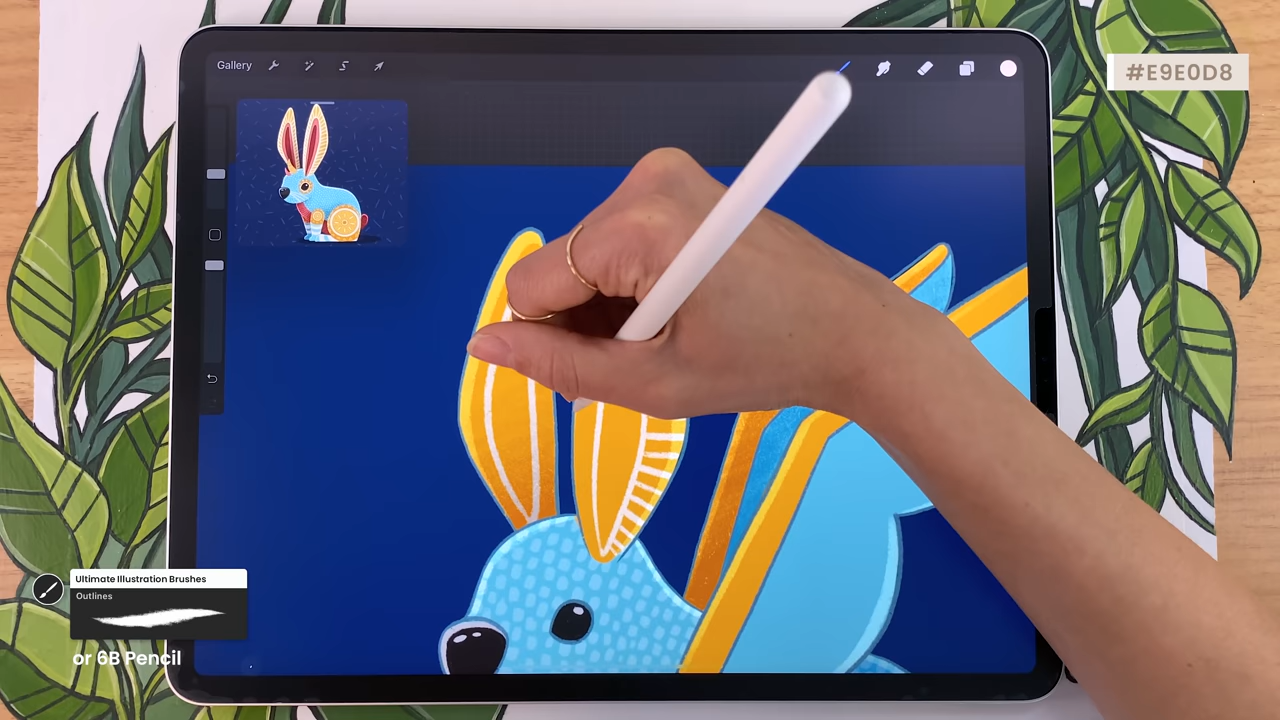 Gallery
#E9E0D8
Ultimate Illustration Brushes
Outlines
or 6B Pencil